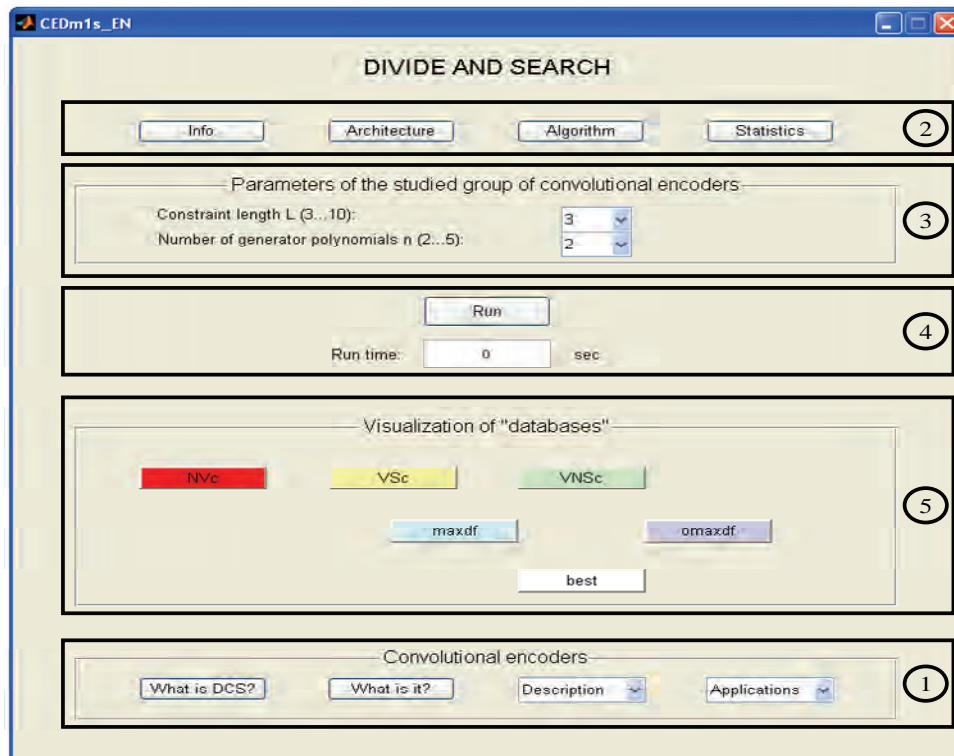 CEDm1s_EN
DIVIDE AND SEARCH
Info Architecture Algorithm Statistics 2
Parameters of the studied group of convolutional encoders
Constraint length L (3...10): 3
Number of generator polynomials n (2...5): 2
3
Run
Run time: 0 sec
4
Visualization of "databases"
NVc VSc VNSc
5
maxdf omaxdf
best
Convolutional encoders
What is DCS? What is it? Description Applications 1